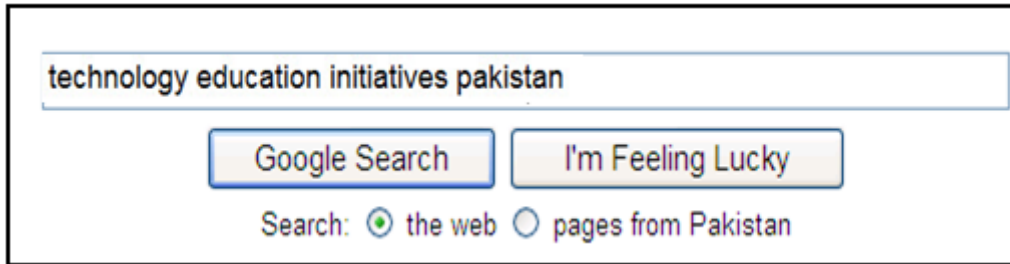 technology education initiatives pakistan
Google Search I'm Feeling Lucky
Search: the web pages from Pakistan